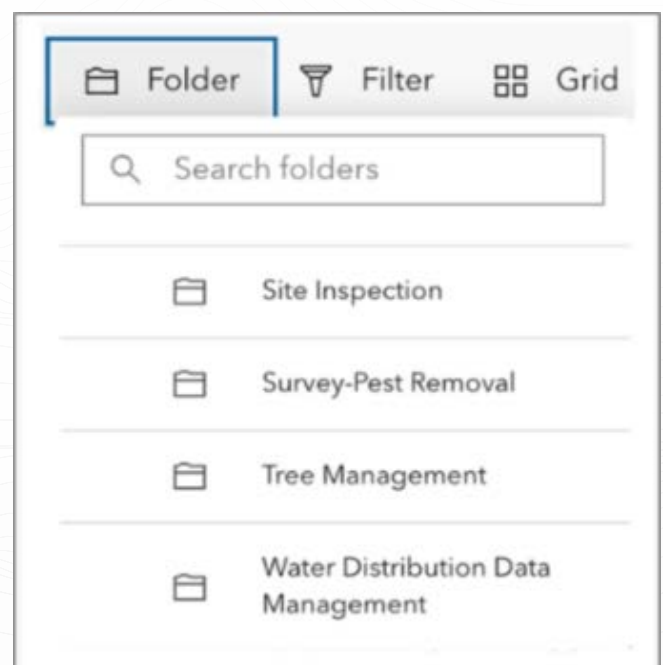 Folder Filter Grid
Search folders
Site Inspection
Survey-Pest Removal
Tree Management
Water Distribution Data
Management